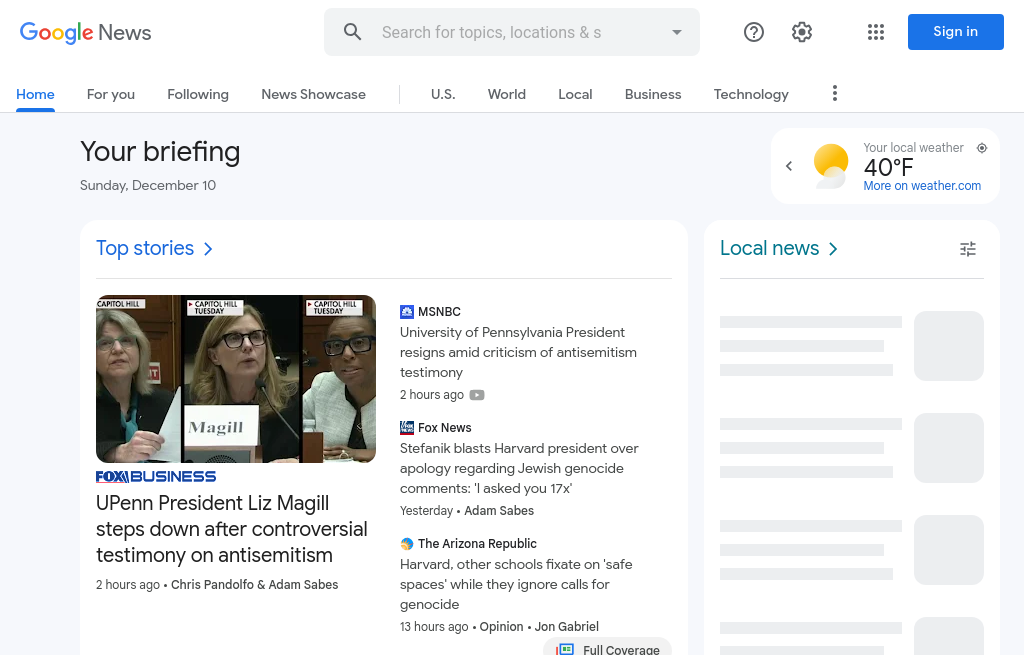 Google News
Search for topics, locations & s
Sign in
Home
For you
Following
News Showcase
U.S.
World
Local
Business
Technology
Your briefing
Sunday, December 10
Your local weather
40°F
More on weather.com
Top stories
CAPITOL HILL
CAPITOL HILL
TUESDAY
CAPITOL HILL
TUESDAY
Magill
FOX BUSINESS
UPenn President Liz Magill
steps down after controversial
testimony on antisemitism
2 hours ago • Chris Pandolfo & Adam Sabes
MSNBC
University of Pennsylvania President
resigns amid criticism of antisemitism
testimony
2 hours ago
FOX NEWS
Fox News
Stefanik blasts Harvard president over
apology regarding Jewish genocide
comments: 'I asked you 17x'
Yesterday • Adam Sabes
The Arizona Republic
Harvard, other schools fixate on 'safe
spaces' while they ignore calls for
genocide
13 hours ago • Opinion • Jon Gabriel
Full Coverage
Local news